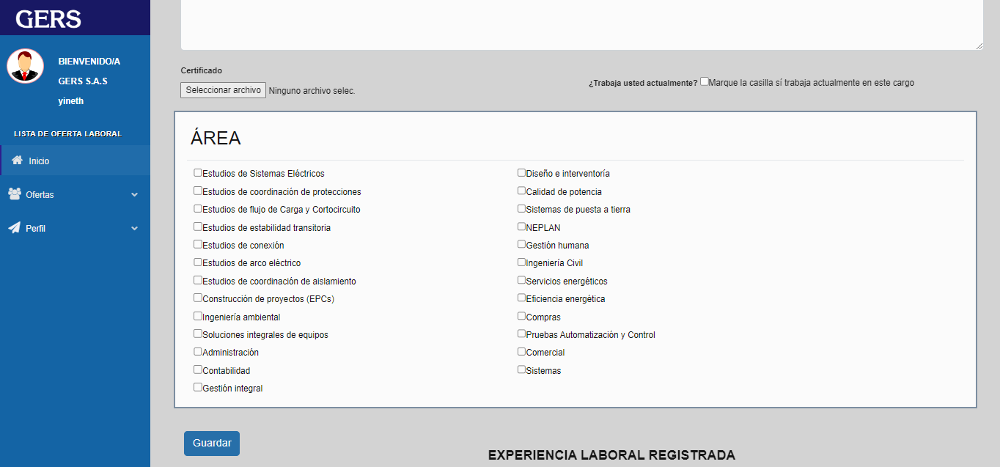 GERS
BIENVENIDO/A
GERS S.A.S
yineth
LISTA DE OFERTA LABORAL
Inicio
Ofertas
Perfil
Certificado
Seleccionar archivo Ninguno archivo selec.
¿Trabaja usted actualmente? Marque la casilla sí trabaja actualmente en este cargo
ÁREA
Estudios de Sistemas Eléctricos
Estudios de coordinación de protecciones
Estudios de flujo de Carga y Cortocircuito
Estudios de estabilidad transitoria
Estudios de conexión
Estudios de arco eléctrico
Estudios de coordinación de aislamiento
Construcción de proyectos (EPCs)
Ingeniería ambiental
Soluciones integrales de equipos
Administración
Contabilidad
Gestión integral
Diseño e interventoría
Calidad de potencia
Sistemas de puesta a tierra
NEPLAN
Gestión humana
Ingeniería Civil
Servicios energéticos
Eficiencia energética
Compras
Pruebas Automatización y Control
Comercial
Sistemas
Guardar
EXPERIENCIA LABORAL REGISTRADA